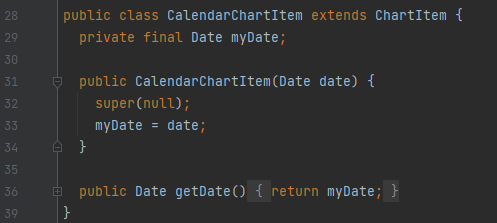 28 public class CalendarChartItem extends ChartItem {
29 private final Date myDate;
30
31 public CalendarChartItem(Date date) {
32 super(null);
33 myDate = date;
34 }
35
36 public Date getDate() { return myDate; }
39 }